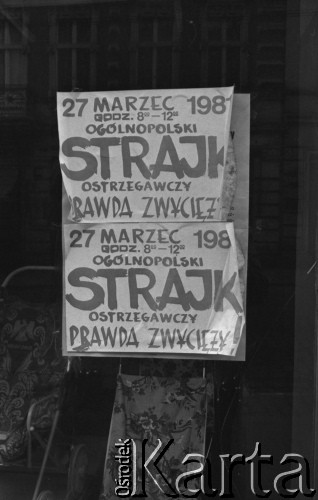 27 MARZEC 1981
GODZ. 8⁰⁰-12⁰⁰
OGÓLNOPOLSKI
STRAJK
OSTRZEGAWCZY
PRAWDA ZWYCIĘŻY
27 MARZEC 198
GODZ. 8⁰⁰-12⁰⁰
OGÓLNOPOLSKI
STRAJK
OSTRZEGAWCZY
PRAWDA ZWYCIĘŻY
Ośrodek Karta